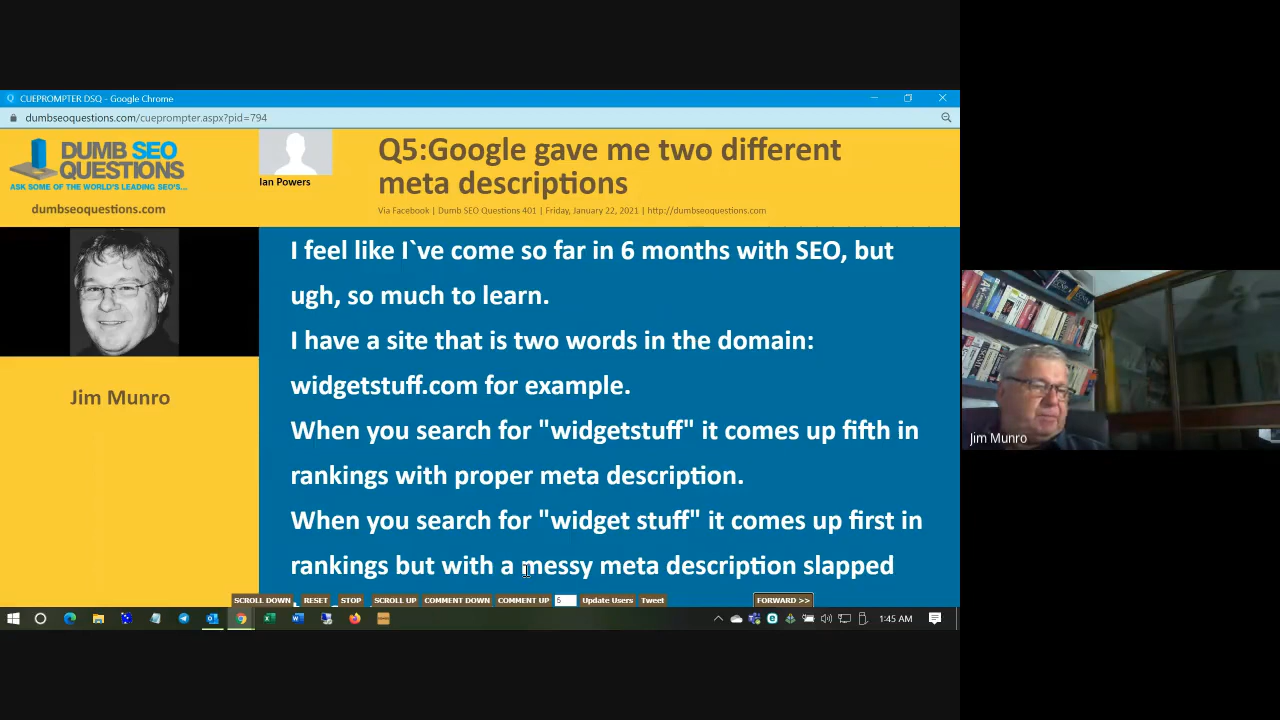 CUEPROMPTER DSQ - Google Chrome
dumbseoquestions.com/cueprompter.aspx?pid=794
DUMB SEO
QUESTIONS
ASK SOME OF THE WORLD'S LEADING SEO'S...
dumbseoquestions.com
Ian Powers
Q5:Google gave me two different
meta descriptions
Via Facebook | Dumb SEO Questions 401 | Friday, January 22, 2021 | http://dumbseoquestions.com
Jim Munro
I feel like I`ve come so far in 6 months with SEO, but
ugh, so much to learn.
I have a site that is two words in the domain:
widgetstuff.com for example.
When you search for "widgetstuff" it comes up fifth in
rankings with proper meta description.
When you search for "widget stuff" it comes up first in
rankings but with a messy meta description slapped
SCROLL DOWN RESET STOP SCROLL UP COMMENT DOWN COMMENT UP 5 Update Users Tweet FORWARD >>
1:45 AM
Jim Munro